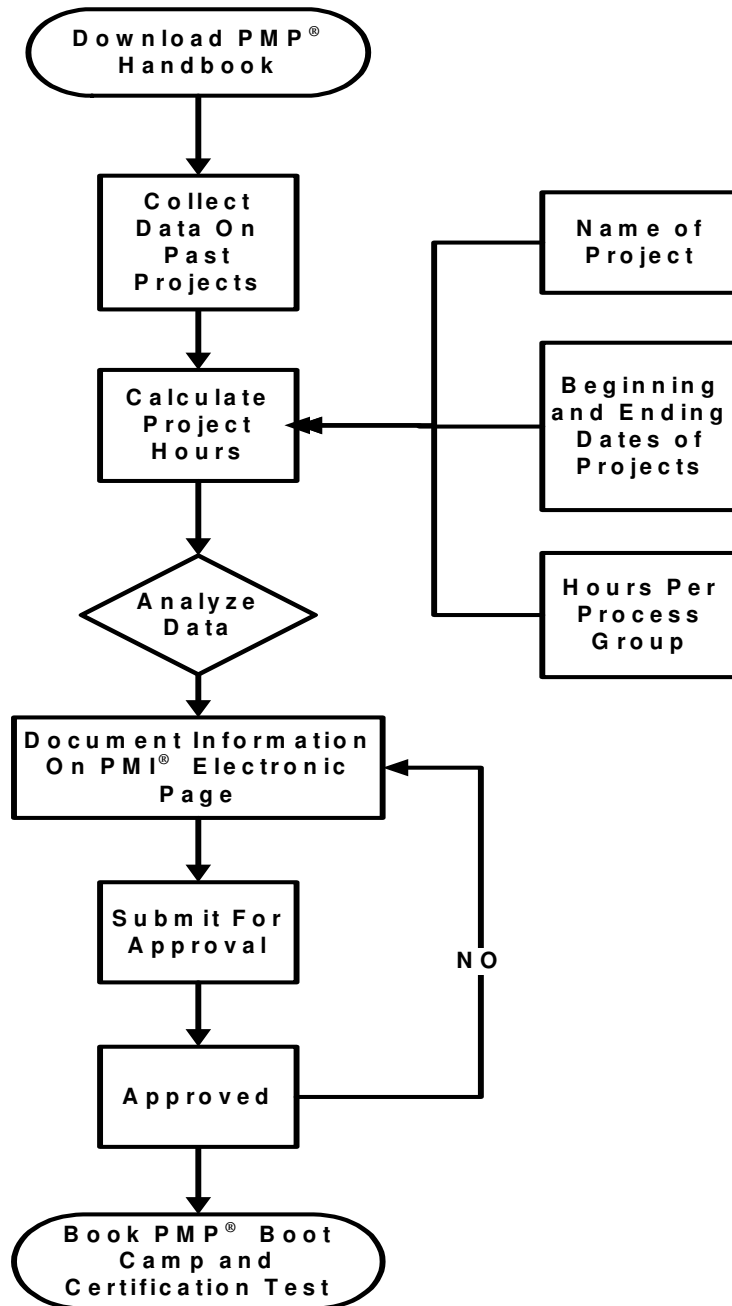 Download PMP®
Handbook
Collect
Data On
Past
Projects
Calculate
Project
Hours
Name of
Project
Beginning
and Ending
Dates of
Projects
Hours Per
Process
Group
Analyze
Data
Document Information
On PMI® Electronic
Page
Submit For
Approval
NO
Approved
Book PMP® Boot
Camp and
Certification Test